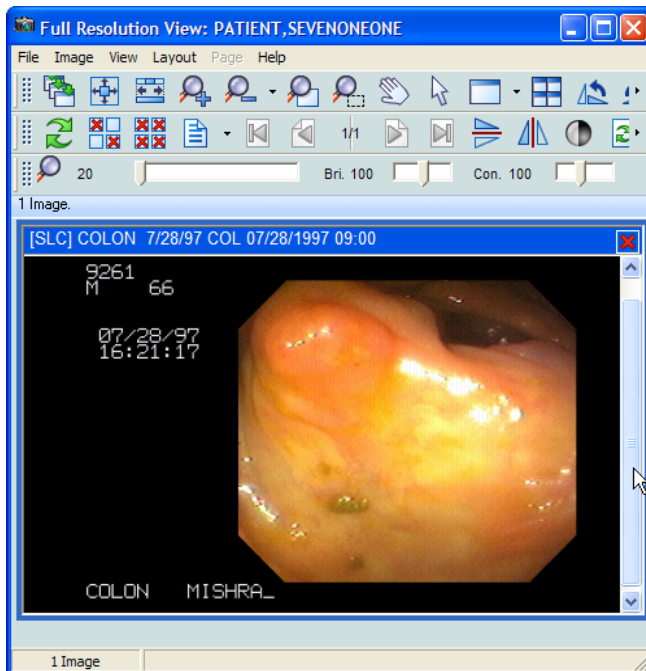 Full Resolution View: PATIENT,SEVENONEONE
File Image View Layout Page Help
1/1
20 Bri. 100 Con. 100
1 Image.
[SLC] COLON 7/28/97 COL 07/28/1997 09:00
9261
M 66
07/28/97
16:21:17
COLON MISHRA_
1 Image